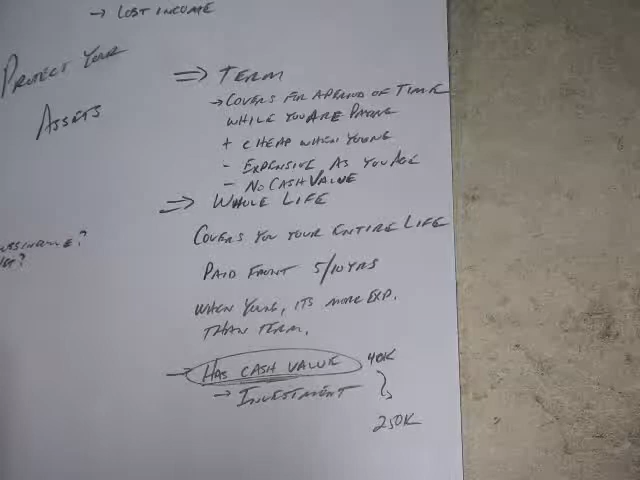 → LOST INCOME
PROTECT YOUR
ASSETS
⇒ TERM
→ COVERS FOR A PERIOD OF TIME
WHILE YOU ARE PAYING
+ CHEAP WHEN YOUNG
- EXPENSIVE AS YOU AGE
- NO CASH VALUE
⇒ WHOLE LIFE
COVERS YOU YOUR ENTIRE LIFE
PAID 5/10 YRS
WHEN YOUNG, ITS MORE EXP.
THAN TERM.
→ HAS CASH VALUE 40K
→ INVESTMENT
250K